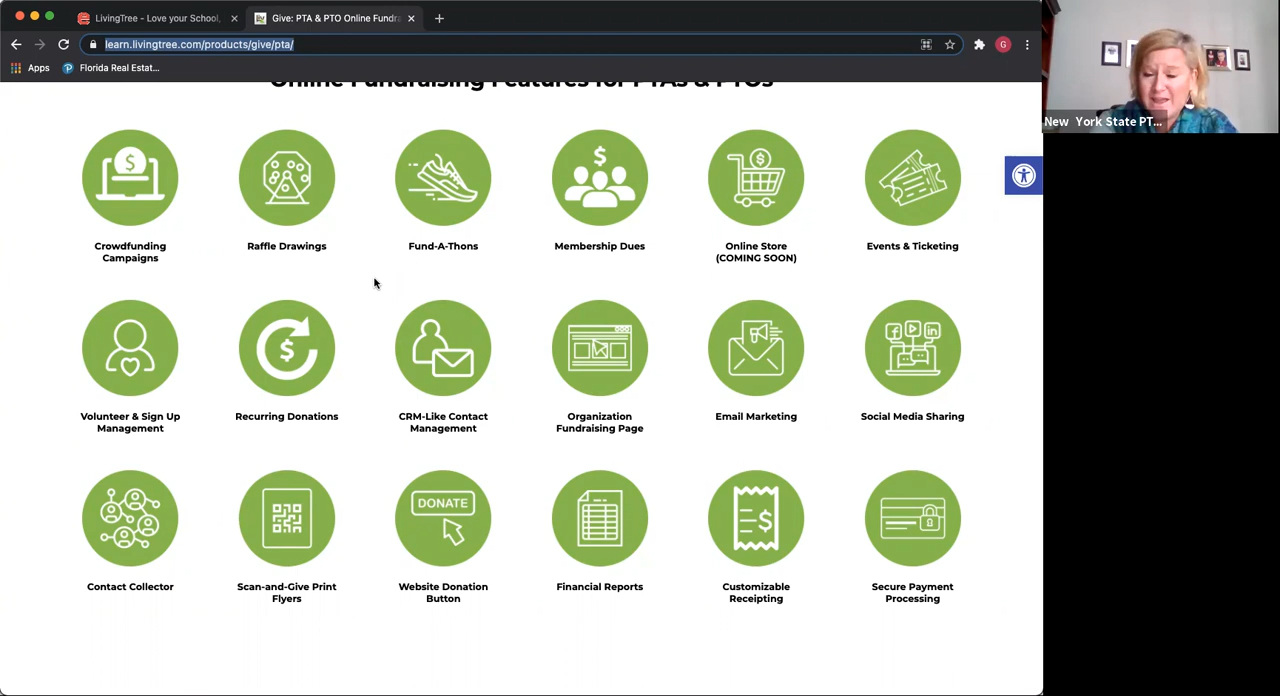 LivingTree - Love your School,
Give: PTA & PTO Online Fundra
learn.livingtree.com/products/give/pta/
G
Apps
Florida Real Estat...
Online Fundraising Features for PTAs & PTOs
New York State PT...
Crowdfunding
Campaigns
Raffle Drawings
Fund-A-Thons
Membership Dues
Online Store
(COMING SOON)
Events & Ticketing
Volunteer & Sign Up
Management
Recurring Donations
CRM-Like Contact
Management
Organization
Fundraising Page
Email Marketing
Social Media Sharing
DONATE
Contact Collector
Scan-and-Give Print
Flyers
Website Donation
Button
Financial Reports
Customizable
Receipting
Secure Payment
Processing